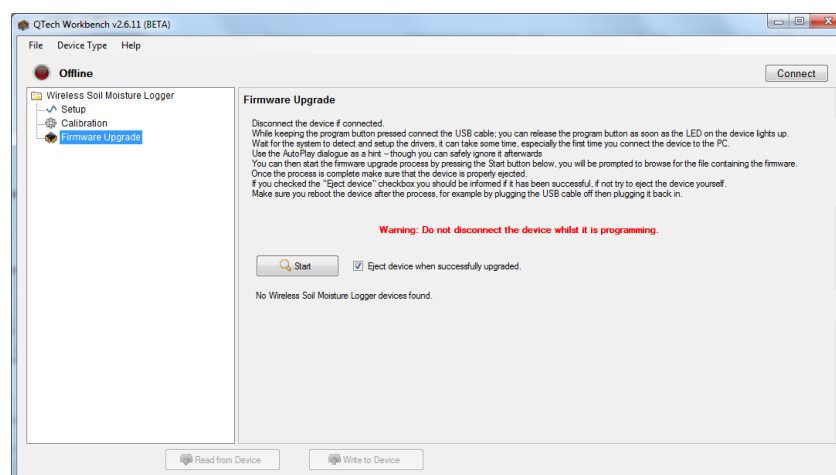 QTech Workbench v2.6.11 (BETA)
File Device Type Help
Offline
Connect
Wireless Soil Moisture Logger
Setup
Calibration
Firmware Upgrade
Firmware Upgrade
Disconnect the device if connected.
While keeping the program button pressed connect the USB cable; you can release the program button as soon as the LED on the device lights up.
Wait for the system to detect and setup the drivers, it can take some time, especially the first time you connect the device to the PC.
Use the AutoPlay dialogue as a hint – though you can safely ignore it afterwards
You can then start the firmware upgrade process by pressing the Start button below, you will be prompted to browse for the file containing the firmware.
Once the process is complete make sure that the device is properly ejected.
If you checked the "Eject device" checkbox you should be informed if it has been successful, if not try to eject the device yourself.
Make sure you reboot the device after the process, for example by plugging the USB cable off then plugging it back in.
Warning: Do not disconnect the device whilst it is programming.
Start
Eject device when successfully upgraded.
No Wireless Soil Moisture Logger devices found.
Read from Device
Write to Device